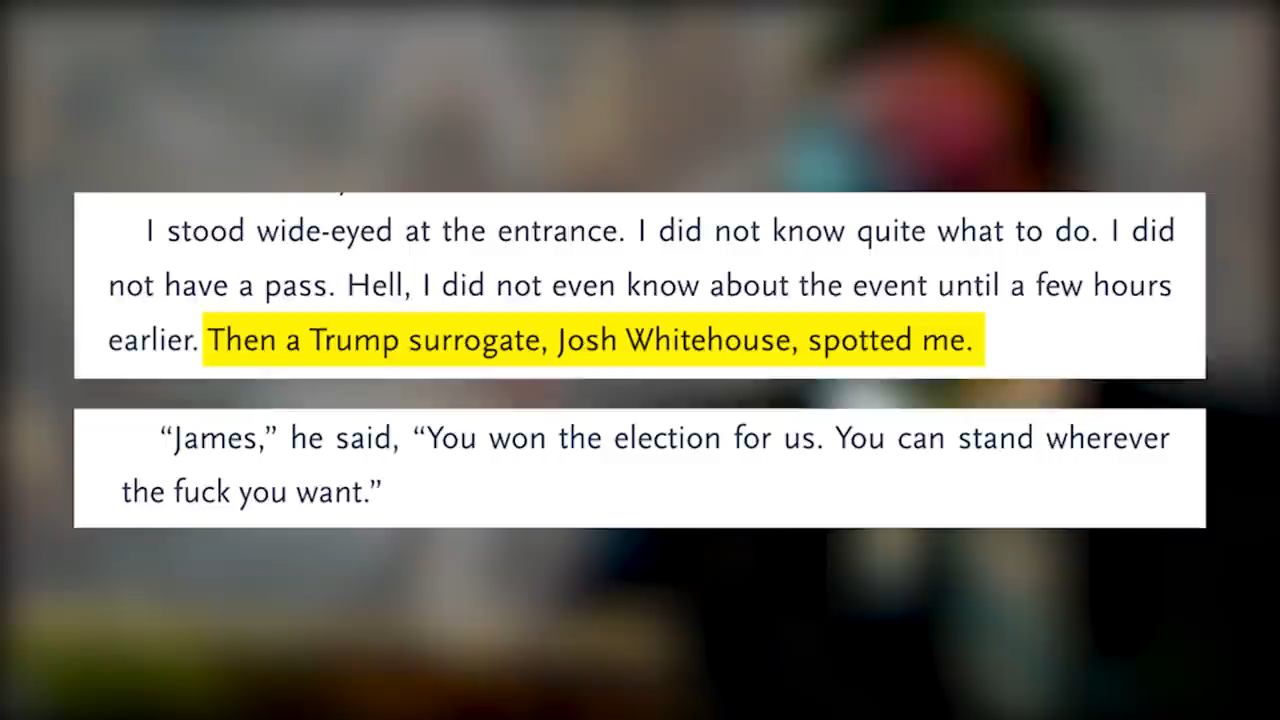 I stood wide-eyed at the entrance. I did not know quite what to do. I did
not have a pass. Hell, I did not even know about the event until a few hours
earlier. Then a Trump surrogate, Josh Whitehouse, spotted me.
“James,” he said, “You won the election for us. You can stand wherever
the fuck you want.”